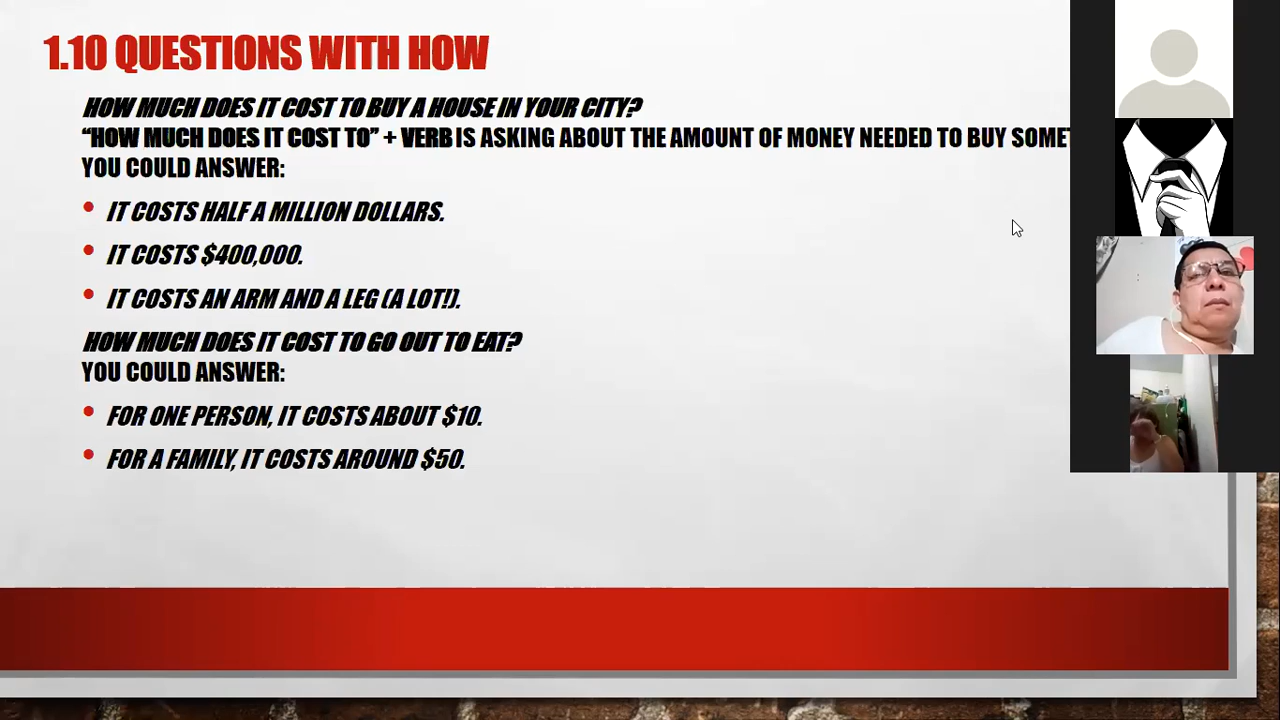 1.10 QUESTIONS WITH HOW
HOW MUCH DOES IT COST TO BUY A HOUSE IN YOUR CITY?
“HOW MUCH DOES IT COST TO” + VERB IS ASKING ABOUT THE AMOUNT OF MONEY NEEDED TO BUY
YOU COULD ANSWER:
• IT COSTS HALF A MILLION DOLLARS.
• IT COSTS $400,000.
• IT COSTS AN ARM AND A LEG (A LOT!).
HOW MUCH DOES IT COST TO GO OUT TO EAT?
YOU COULD ANSWER:
• FOR ONE PERSON, IT COSTS ABOUT $10.
• FOR A FAMILY, IT COSTS AROUND $50.